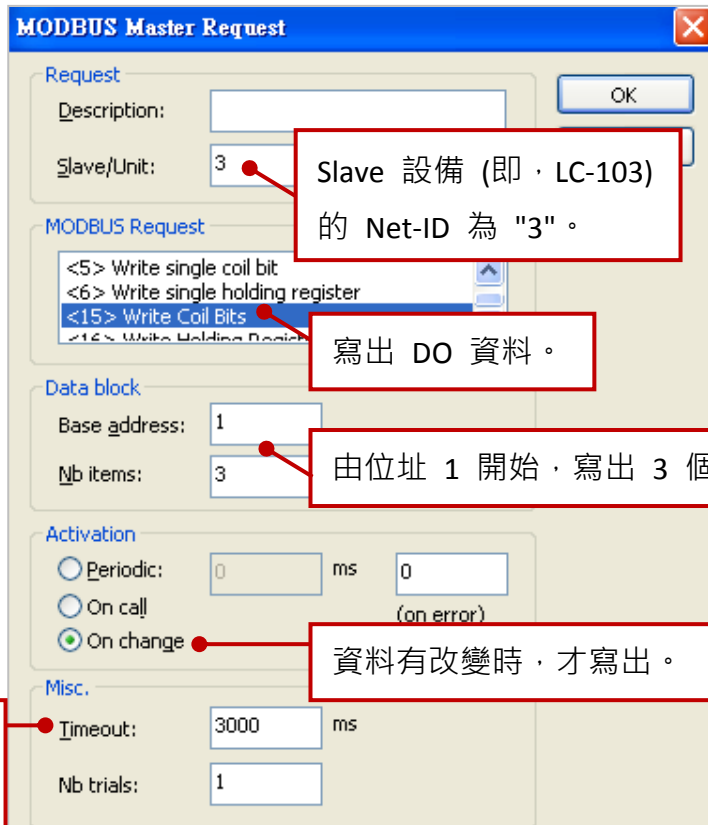 MODBUS Master Request
Request
OK
Description:
Slave/Unit:
3
Slave 設備 (即，LC-103)
的 Net-ID 為 "3"。
MODBUS Request
<5> Write single coil bit
<6> Write single holding register
<15> Write Coil Bits
寫出 DO 資料。
Data block
Base address:
1
Nb items:
3
由位址 1 開始，寫出 3 個
Activation
Periodic:
0
ms
0
On call
(on error)
On change
資料有改變時，才寫出。
Misc.
Timeout:
3000
ms
Nb trials:
1